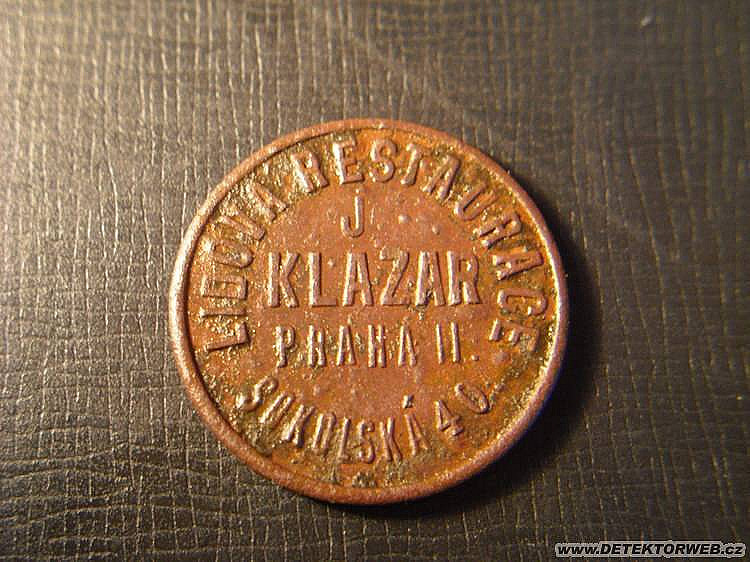 LIDOVÁ RESTAURACE
J
KLAZAR
PRAHA II.
SOKOLSKÁ 40
www.DETEKTORWEB.cz